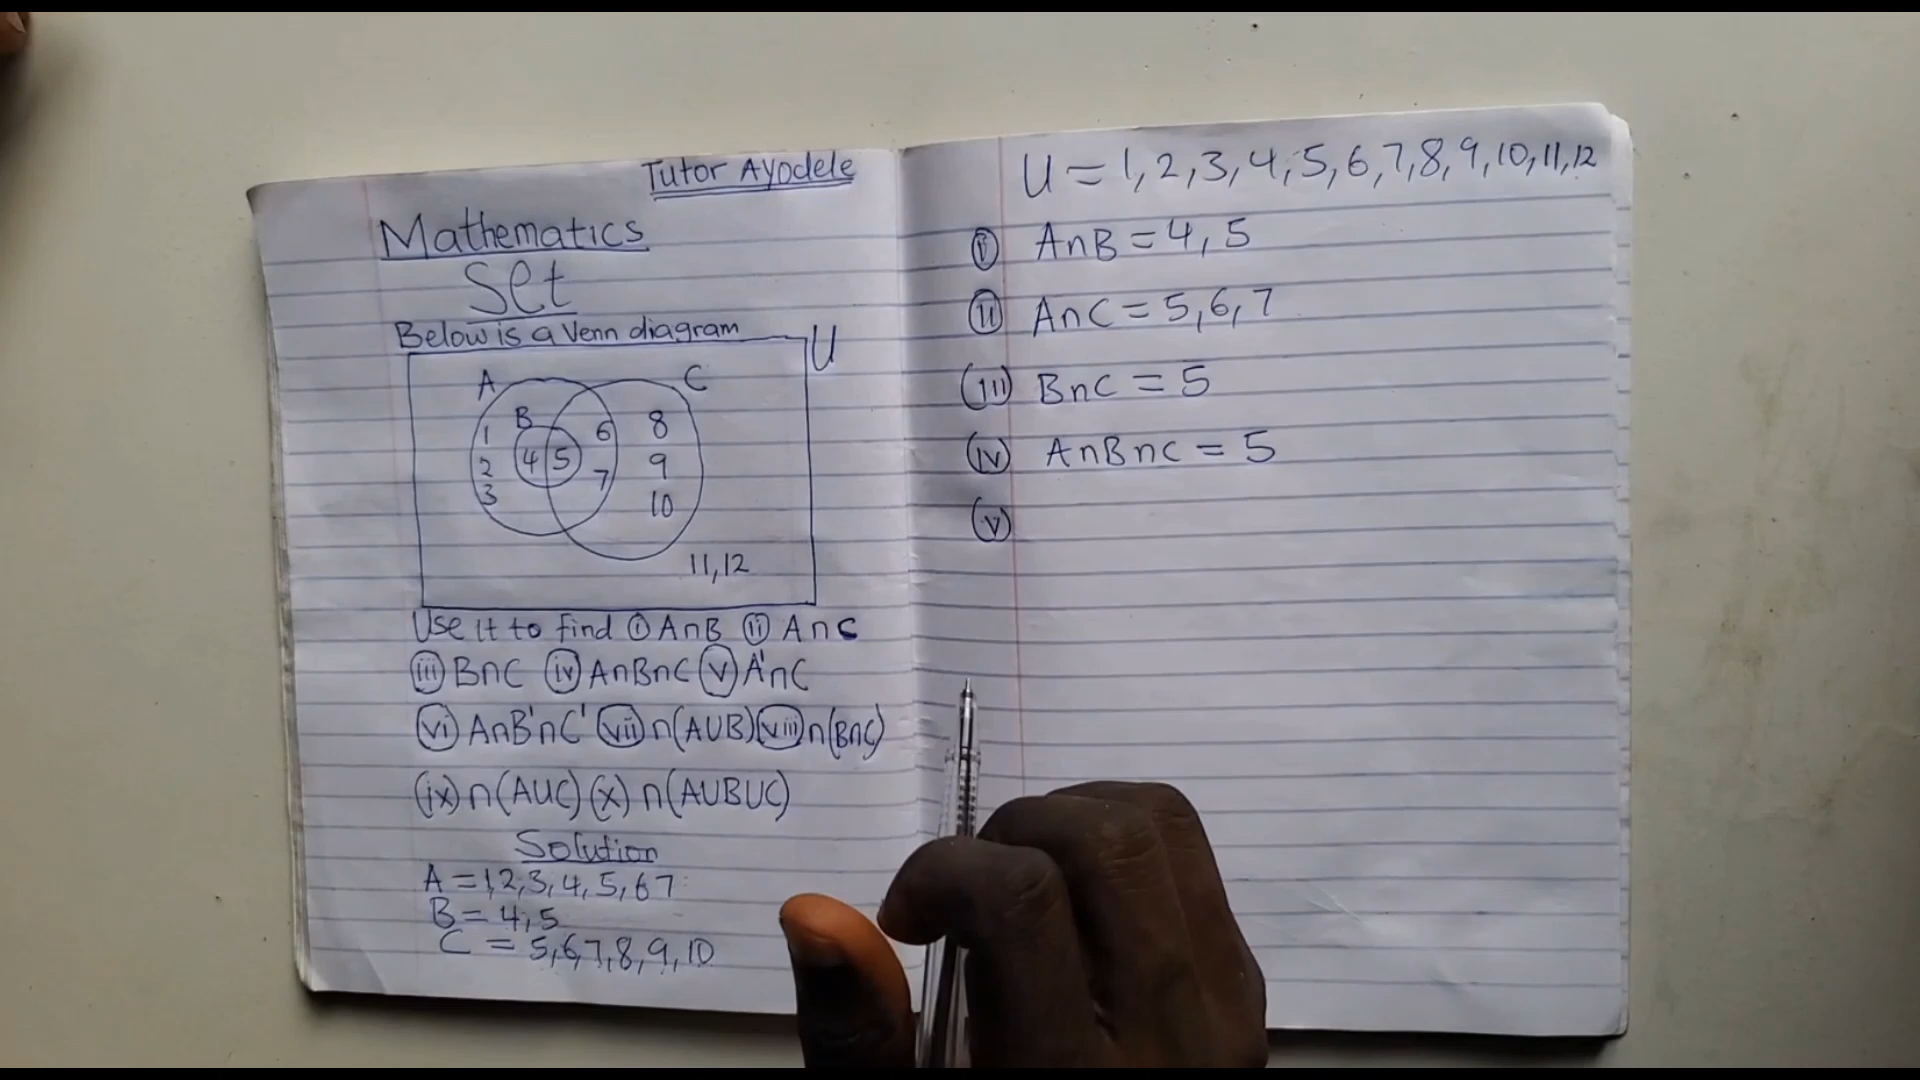 Tutor Ayodele
Mathematics
Set
Below is a Venn diagram
U
A
C
B
1
6
8
2
4
5
9
3
7
10
11,12
Use it to find (i) A∩B (ii) A∩C
(iii) B∩C (iv) A∩B∩C (v) A'∩C
(vi) A∩B'∩C' (vii) n(AUB) (viii) n(B∩C)
(ix) n(AUC) (x) n(AUBUC)
Solution
A = 1,2,3,4,5,6 7
B = 4,5
C = 5,6,7,8,9,10
U = 1,2,3,4,5,6,7,8,9,10,11,12
(i) A∩B = 4, 5
(ii) A∩C = 5,6,7
(iii) B∩C = 5
(iv) A∩B∩C = 5
(v)